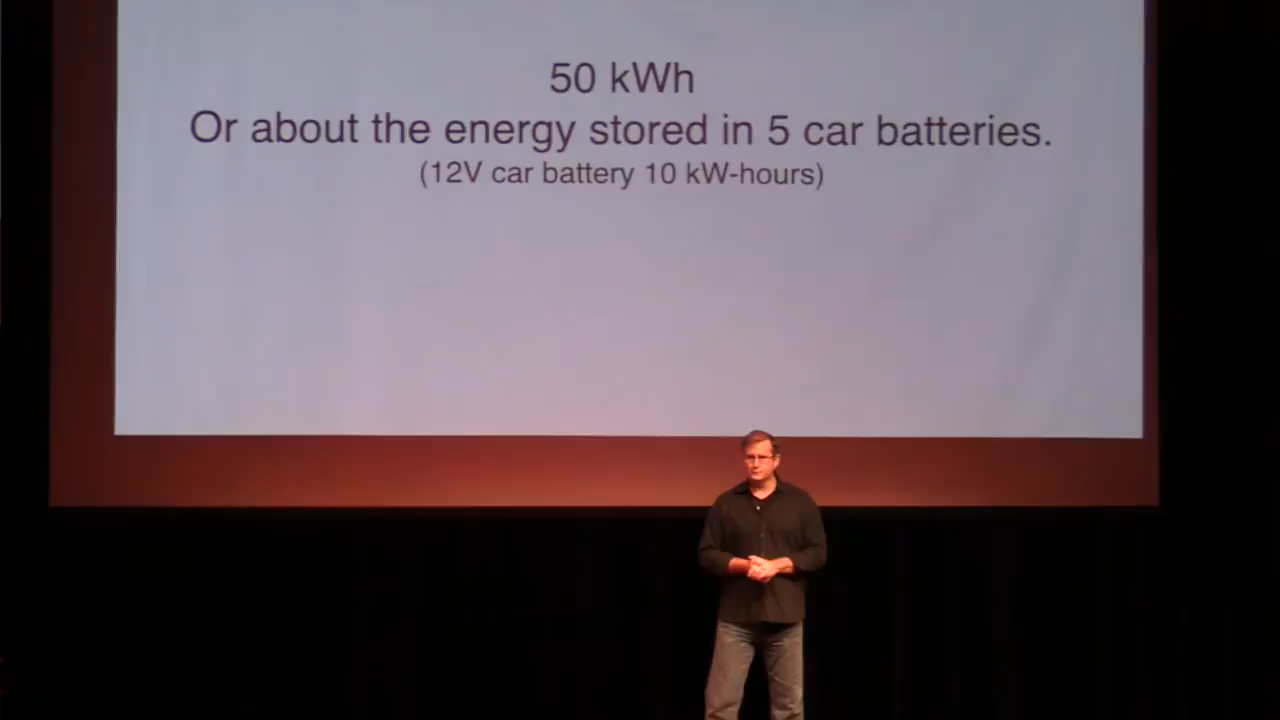 50 kWh
Or about the energy stored in 5 car batteries.
(12V car battery 10 kW-hours)